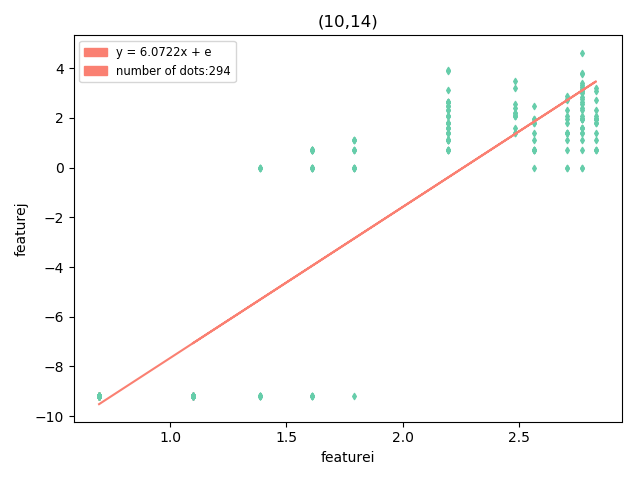 (10,14)
y = 6.0722x + e
number of dots:294
4
2
0
−2
−4
−6
−8
−10
featurej
1.0 1.5 2.0 2.5
featurei